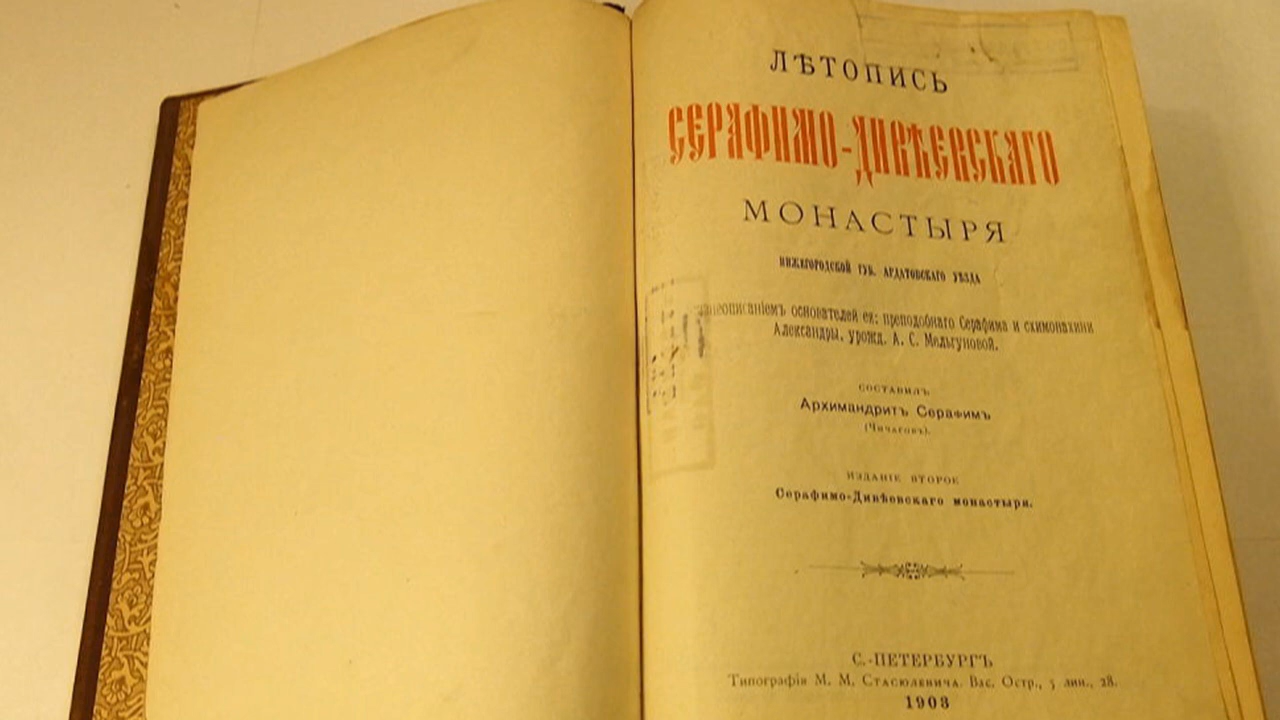 ЛѢТОПИСЬ
СЕРАФИМО-ДИВѢЕВСКАГО
МОНАСТЫРЯ
НИЖЕГОРОДСКОЙ ГУБ. АРДАТОВСКАГО УѢЗДА
основателей ея: преподобнаго Серафима и схимонахини
Александры, урожд. А. С. Мельгуновой.
СОСТАВИЛЪ
Архимандритъ Серафимъ
(Чичаговъ).
ИЗДАНІЕ ВТОРОЕ
Серафимо-Дивѣевскаго монастыря.
С.-ПЕТЕРБУРГЪ
Типографія М. М. Стасюлевича. Вас. Остр., 5 лин., 28.
1903